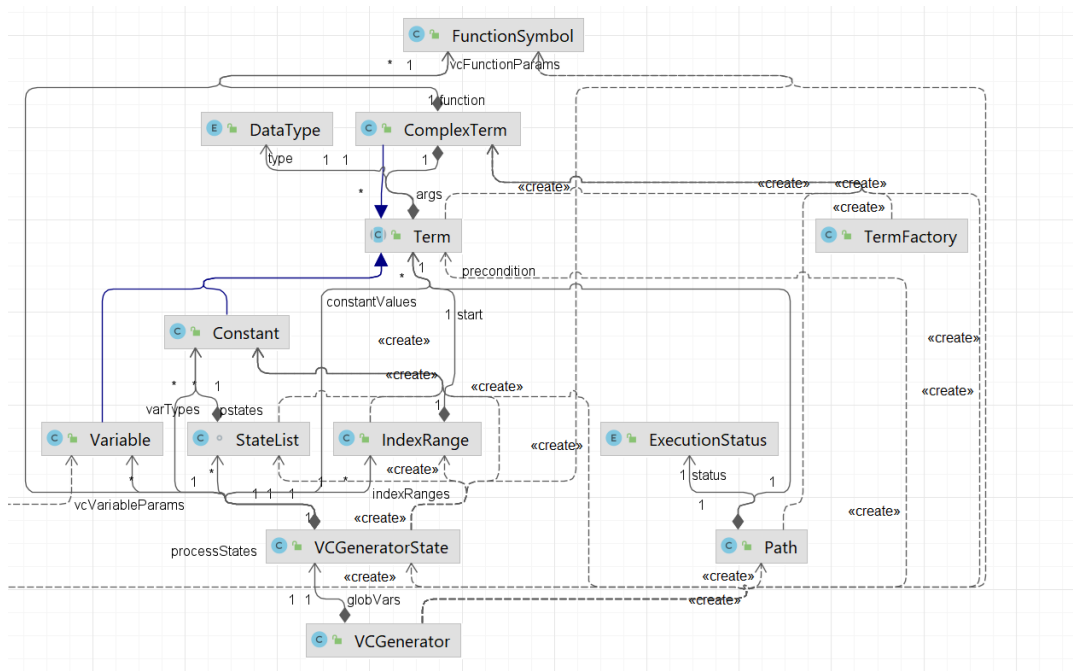 C FunctionSymbol
* 1 vcFunctionParams
1 function
E DataType
C ComplexTerm
type 1 1 1
«create» «create» «create»
* args
«create»
C Term
C TermFactory
* 1 precondition
constantValues
1 start
C Constant
«create»
«create»
«create»
* * 1
«create»
«create»
varTypes pstates 1
C Variable
C StateList
C IndexRange
E ExecutionStatus
«create»
* «create»
* 1 1 1 1 1 * indexRanges
1 status 1
vcVariableParams
1
«create» «create»
1
processStates
C VCGeneratorState
C Path
«create» «create»
1 1 globVars «create»
C VCGenerator